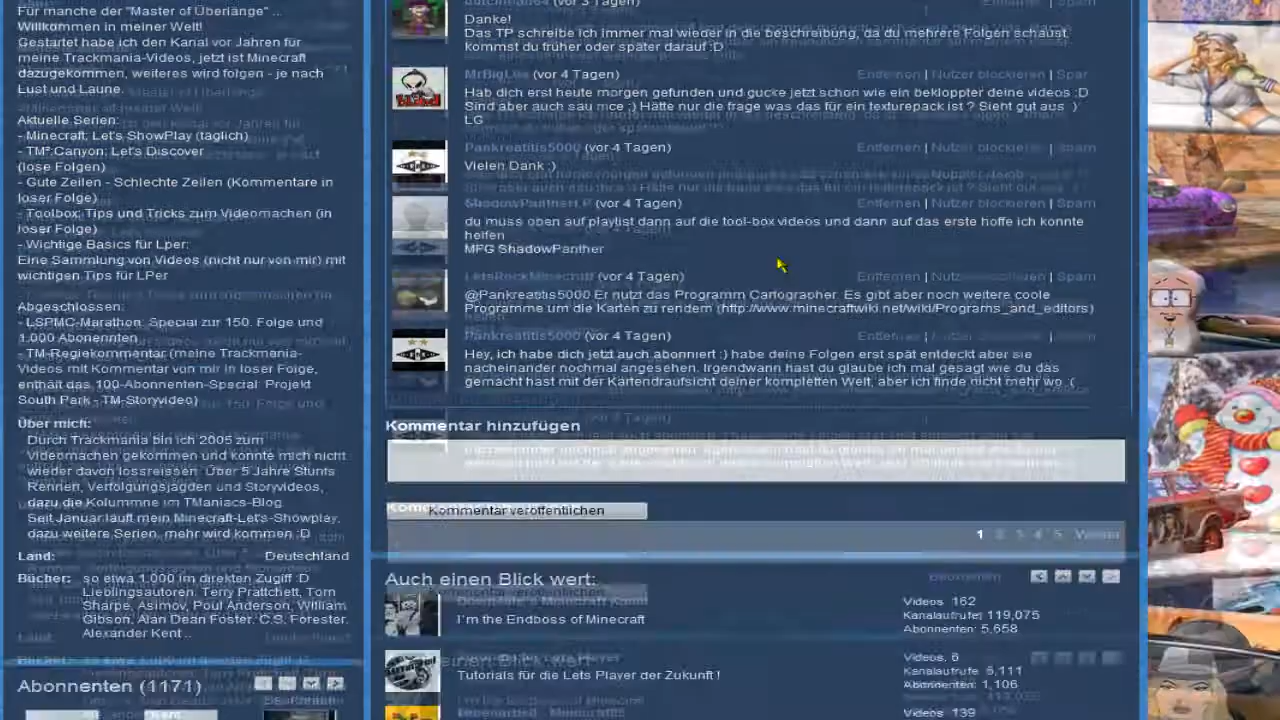 Für manche der "Master of Überlänge" ..
Willkommen in meiner Welt!
Gestartet habe ich den Kanal vor Jahren für
meine Trackmania-Videos, jetzt ist Minecraft
dazugekommen, weiteres wird folgen - je nach
Lust und Laune.
Aktuelle Serien:
- Minecraft: Let's ShowPlay (täglich)
- TM²:Canyon: Let's Discover
(lose Folgen)
- Gute Zeilen - Schlechte Zeilen (Kommentare in
loser Folge)
- Toolbox: Tips und Tricks zum Videomachen (in
loser Folge)
- Wichtige Basics für Lper:
Eine Sammlung von Videos (nicht nur von mir) mit
wichtigen Tips für LPer
Abgeschlossen:
- LSPMC-Marathon: Special zur 150. Folge und
1.000 Abonennten
- TM-Regiekommentar (meine Trackmania-
Videos mit Kommentar von mir in loser Folge,
enthält das 100-Abonnenten-Special: Projekt
South Park - TM-Storyvideo)
Über mich:
Durch Trackmania bin ich 2005 zum
Videomachen gekommen und konnte mich nicht
wieder davon lossreissen. Über 5 Jahre Stunts
Rennen, Verfolgungsjagden und Storyvideos,
dazu die Kolummne im TManiacs-Blog.
Seit Januar läuft mein Minecraft-Let's-Showplay,
dazu weitere Serien, mehr wird kommen :D
Land: Deutschland
Bücher: so etwa 1.000 im direkten Zugiff :D
Lieblingsautoren: Terry Prattchett, Tom
Sharpe, Asimov, Poul Anderson, William
Gibson, Alan Dean Foster, C.S. Forester,
Alexander Kent ..
Abonnenten (1171)
(vor 3 Tagen) Entfernen | Spam
Danke!
Das TP schreibe ich immer mal wieder in die beschreibung, da du mehrere Folgen schaust,
kommst du früher oder später darauf :D
(vor 4 Tagen) Entfernen | Nutzer blockieren | Spam
Hab dich erst heute morgen gefunden und gucke jetzt schon wie ein bekloppter deine videos :D
Sind aber auch sau nice ;) Hätte nur die frage was das für ein texturepack ist ? Sieht gut aus :)
LG
Pankreatitis5000 (vor 4 Tagen) Entfernen | Nutzer blockieren | Spam
Vielen Dank ;)
ShadowPantherLP (vor 4 Tagen) Entfernen | Nutzer blockieren | Spam
du muss oben auf playlist dann auf die tool-box videos und dann auf das erste hoffe ich konnte
helfen
MFG ShadowPanther
LetsRockMinecraft (vor 4 Tagen) Entfernen | Nutzer blockieren | Spam
@Pankreatitis5000 Er nutzt das Programm Cartographer. Es gibt aber noch weitere coole
Programme um die Karten zu rendern (http://www.minecraftwiki.net/wiki/Programs_and_editors)
Pankreatitis5000 (vor 4 Tagen) Entfernen | Nutzer blockieren | Spam
Hey, ich habe dich jetzt auch abonniert :) habe deine Folgen erst spät entdeckt aber sie
nacheinander nochmal angesehen. Irgendwann hast du glaube ich mal gesagt wie du das
gemacht hast mit der Kartendraufsicht deiner kompletten Welt, aber ich finde nicht mehr wo :(
Kommentar hinzufügen
Kommentar veröffentlichen
1 2 3 4 5 Weiter
Auch einen Blick wert:
Bearbeiten
I'm the Endboss of Minecraft
Videos: 162
Kanalaufrufe: 119,075
Abonnenten: 5,658
Tutorials für die Lets Player der Zukunft !
Videos: 6
Kanalaufrufe: 5,111
Abonnenten: 1,106
Videos: 139